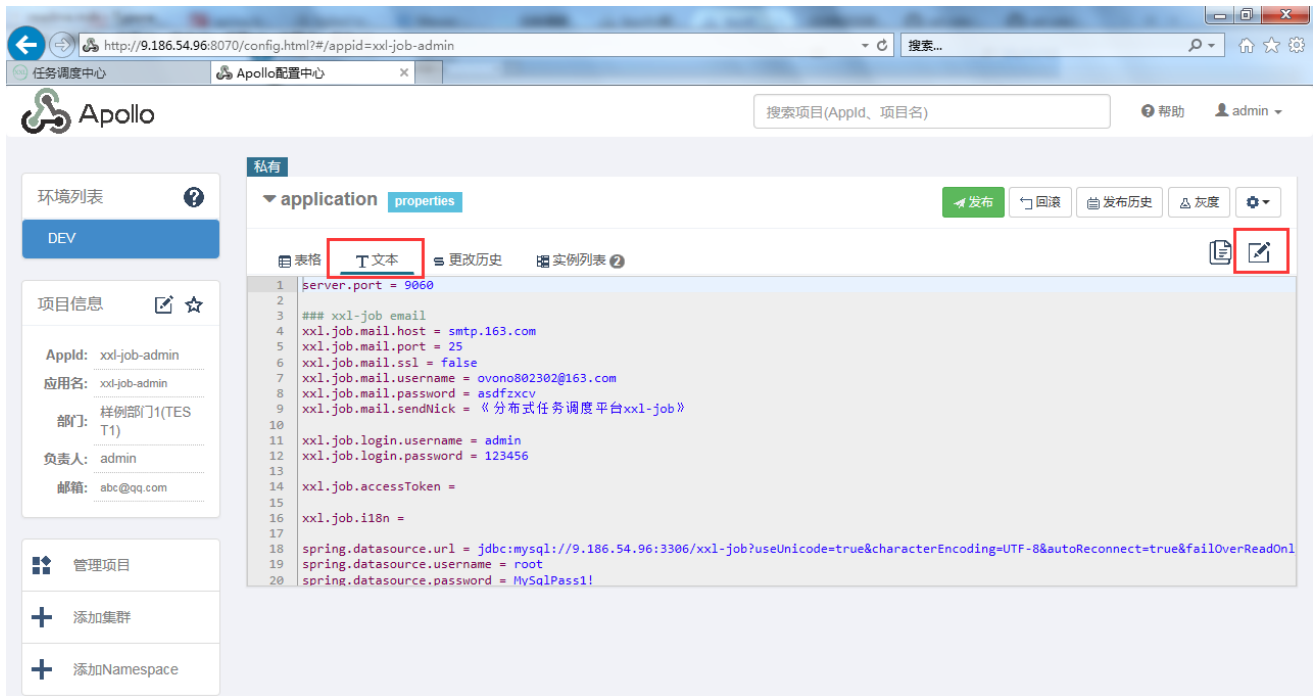 http://9.186.54.96:8070/config.html?#/appid=xxl-job-admin
搜索...
任务调度中心
Apollo配置中心
Apollo
搜索项目(AppId、项目名)
帮助
admin
私有
环境列表
application properties
发布
回滚
发布历史
灰度
DEV
表格
T 文本
更改历史
实例列表 2
项目信息
AppId: xxl-job-admin
应用名: xxl-job-admin
部门: 样例部门1(TES
T1)
负责人: admin
邮箱: abc@qq.com
管理项目
添加集群
添加Namespace
1 server.port = 9060
2
3 ### xxl-job email
4 xxl.job.mail.host = smtp.163.com
5 xxl.job.mail.port = 25
6 xxl.job.mail.ssl = false
7 xxl.job.mail.username = ovono802302@163.com
8 xxl.job.mail.password = asdfzxcv
9 xxl.job.mail.sendNick = 《分布式任务调度平台xxl-job》
10
11 xxl.job.login.username = admin
12 xxl.job.login.password = 123456
13
14 xxl.job.accessToken =
15
16 xxl.job.i18n =
17
18 spring.datasource.url = jdbc:mysql://9.186.54.96:3306/xxl-job?useUnicode=true&characterEncoding=UTF-8&autoReconnect=true&failOverReadOnl
19 spring.datasource.username = root
20 spring.datasource.password = MySqlPass1!